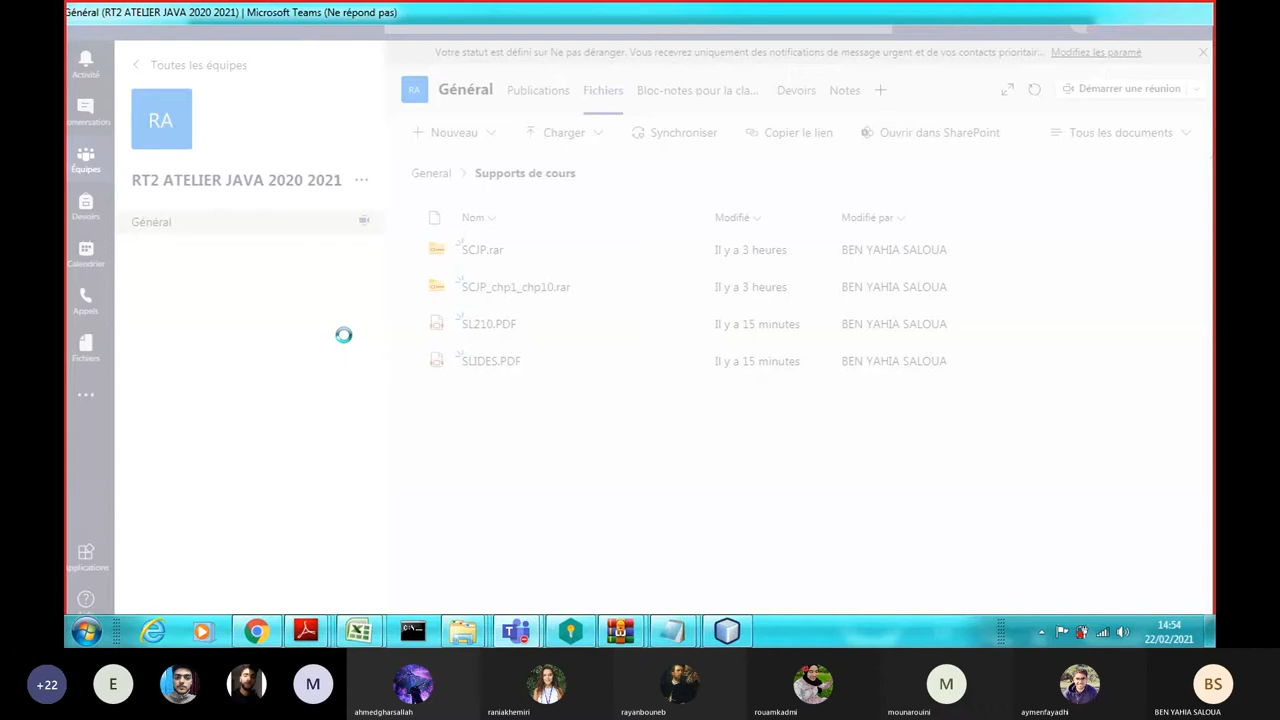 Général (RT2 ATELIER JAVA 2020 2021) | Microsoft Teams (Ne répond pas)
Votre statut est défini sur Ne pas déranger. Vous recevrez uniquement des notifications de message urgent et de vos contacts prioritair... Modifiez les paramé
Activité
onversation
Équipes
Devoirs
Calendrier
Appels
Fichiers
pplications
Toutes les équipes
RA
RT2 ATELIER JAVA 2020 2021
Général
RA Général Publications Fichiers Bloc-notes pour la cla... Devoirs Notes Démarrer une réunion
Nouveau Charger Synchroniser Copier le lien Ouvrir dans SharePoint Tous les documents
General > Supports de cours
Nom Modifié Modifié par
SCJP.rar Il y a 3 heures BEN YAHIA SALOUA
SCJP_chp1_chp10.rar Il y a 3 heures BEN YAHIA SALOUA
SL210.PDF Il y a 15 minutes BEN YAHIA SALOUA
SLIDES.PDF Il y a 15 minutes BEN YAHIA SALOUA
14:54
22/02/2021
+22 E M M BS
ahmedgharsallah raniakhemiri rayanbouneb rouamkadmi mounarouini aymenfayadhi BEN YAHIA SALOUA